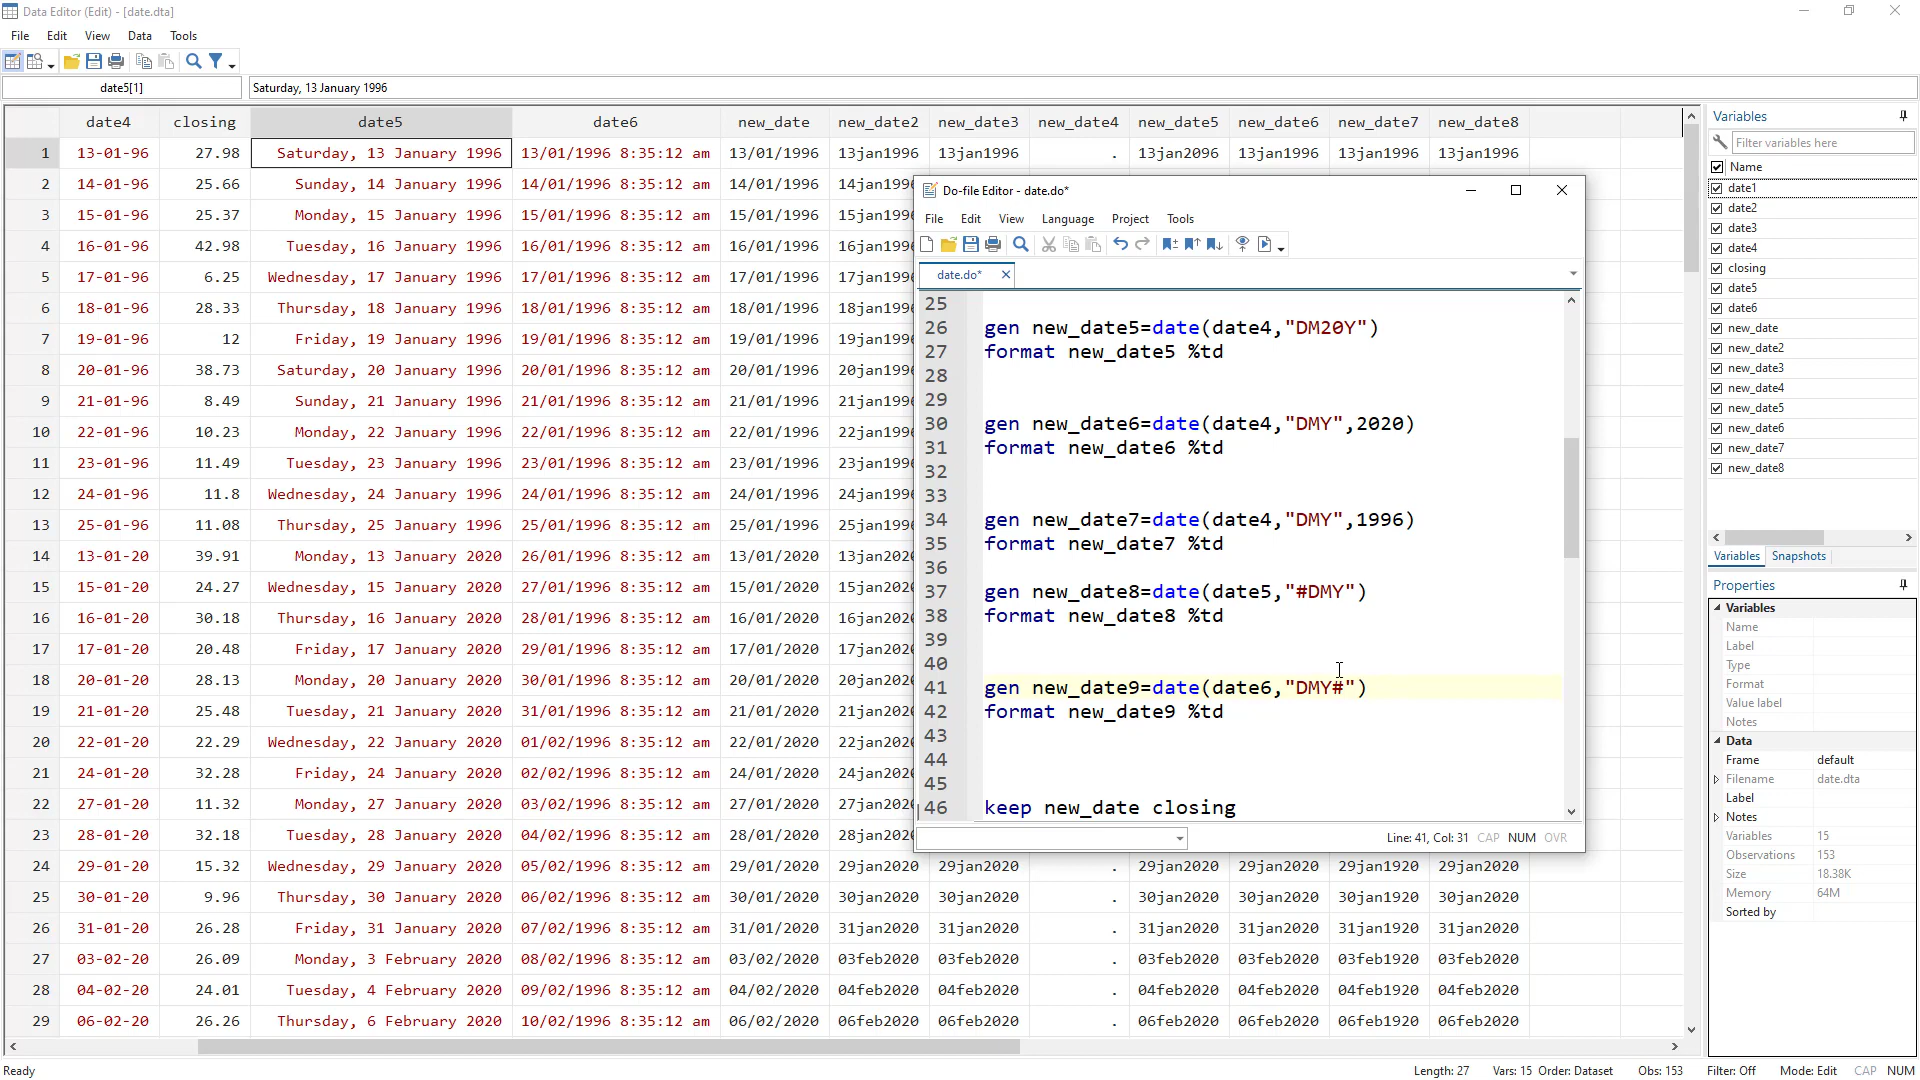 Data Editor (Edit) - [date.dta]
File Edit View Data Tools
date5[1] Saturday, 13 January 1996
date4 closing date5 date6 new_date new_date2 new_date3 new_date4 new_date5 new_date6 new_date7 new_date8
1 13-01-96 27.98 Saturday, 13 January 1996 13/01/1996 8:35:12 am 13/01/1996 13jan1996 13jan1996 . 13jan2096 13jan1996 13jan1996 13jan1996
2 14-01-96 25.66 Sunday, 14 January 1996 14/01/1996 8:35:12 am 14/01/1996 14jan199
3 15-01-96 25.37 Monday, 15 January 1996 15/01/1996 8:35:12 am 15/01/1996 15jan199
4 16-01-96 42.98 Tuesday, 16 January 1996 16/01/1996 8:35:12 am 16/01/1996 16jan199
5 17-01-96 6.25 Wednesday, 17 January 1996 17/01/1996 8:35:12 am 17/01/1996 17jan199
6 18-01-96 28.33 Thursday, 18 January 1996 18/01/1996 8:35:12 am 18/01/1996 18jan199
7 19-01-96 12 Friday, 19 January 1996 19/01/1996 8:35:12 am 19/01/1996 19jan199
8 20-01-96 38.73 Saturday, 20 January 1996 20/01/1996 8:35:12 am 20/01/1996 20jan199
9 21-01-96 8.49 Sunday, 21 January 1996 21/01/1996 8:35:12 am 21/01/1996 21jan199
10 22-01-96 10.23 Monday, 22 January 1996 22/01/1996 8:35:12 am 22/01/1996 22jan199
11 23-01-96 11.49 Tuesday, 23 January 1996 23/01/1996 8:35:12 am 23/01/1996 23jan199
12 24-01-96 11.8 Wednesday, 24 January 1996 24/01/1996 8:35:12 am 24/01/1996 24jan199
13 25-01-96 11.08 Thursday, 25 January 1996 25/01/1996 8:35:12 am 25/01/1996 25jan199
14 13-01-20 39.91 Monday, 13 January 2020 26/01/1996 8:35:12 am 13/01/2020 13jan202
15 15-01-20 24.27 Wednesday, 15 January 2020 27/01/1996 8:35:12 am 15/01/2020 15jan202
16 16-01-20 30.18 Thursday, 16 January 2020 28/01/1996 8:35:12 am 16/01/2020 16jan202
17 17-01-20 20.48 Friday, 17 January 2020 29/01/1996 8:35:12 am 17/01/2020 17jan202
18 20-01-20 28.13 Monday, 20 January 2020 30/01/1996 8:35:12 am 20/01/2020 20jan202
19 21-01-20 25.48 Tuesday, 21 January 2020 31/01/1996 8:35:12 am 21/01/2020 21jan202
20 22-01-20 22.29 Wednesday, 22 January 2020 01/02/1996 8:35:12 am 22/01/2020 22jan202
21 24-01-20 32.28 Friday, 24 January 2020 02/02/1996 8:35:12 am 24/01/2020 24jan202
22 27-01-20 11.32 Monday, 27 January 2020 03/02/1996 8:35:12 am 27/01/2020 27jan202
23 28-01-20 32.18 Tuesday, 28 January 2020 04/02/1996 8:35:12 am 28/01/2020 28jan202
24 29-01-20 15.32 Wednesday, 29 January 2020 05/02/1996 8:35:12 am 29/01/2020 29jan2020 29jan2020 . 29jan2020 29jan2020 29jan1920 29jan2020
25 30-01-20 9.96 Thursday, 30 January 2020 06/02/1996 8:35:12 am 30/01/2020 30jan2020 30jan2020 . 30jan2020 30jan2020 30jan1920 30jan2020
26 31-01-20 26.28 Friday, 31 January 2020 07/02/1996 8:35:12 am 31/01/2020 31jan2020 31jan2020 . 31jan2020 31jan2020 31jan1920 31jan2020
27 03-02-20 26.09 Monday, 3 February 2020 08/02/1996 8:35:12 am 03/02/2020 03feb2020 03feb2020 . 03feb2020 03feb2020 03feb1920 03feb2020
28 04-02-20 24.01 Tuesday, 4 February 2020 09/02/1996 8:35:12 am 04/02/2020 04feb2020 04feb2020 . 04feb2020 04feb2020 04feb1920 04feb2020
29 06-02-20 26.26 Thursday, 6 February 2020 10/02/1996 8:35:12 am 06/02/2020 06feb2020 06feb2020 . 06feb2020 06feb2020 06feb1920 06feb2020
Do-file Editor - date.do*
File Edit View Language Project Tools
date.do*
25
26 gen new_date5=date(date4,"DM20Y")
27 format new_date5 %td
28
29
30 gen new_date6=date(date4,"DMY",2020)
31 format new_date6 %td
32
33
34 gen new_date7=date(date4,"DMY",1996)
35 format new_date7 %td
36
37 gen new_date8=date(date5,"#DMY")
38 format new_date8 %td
39
40
41 gen new_date9=date(date6,"DMY#")
42 format new_date9 %td
43
44
45
46 keep new_date closing
Line: 41, Col: 31 CAP NUM OVR
Variables
Filter variables here
Name
date1
date2
date3
date4
closing
date5
date6
new_date
new_date2
new_date3
new_date4
new_date5
new_date6
new_date7
new_date8
Variables Snapshots
Properties
Variables
Name
Label
Type
Format
Value label
Notes
Data
Frame default
Filename date.dta
Label
Notes
Variables 15
Observations 153
Size 18.38K
Memory 64M
Sorted by
Ready Length: 27 Vars: 15 Order: Dataset Obs: 153 Filter: Off Mode: Edit CAP NUM